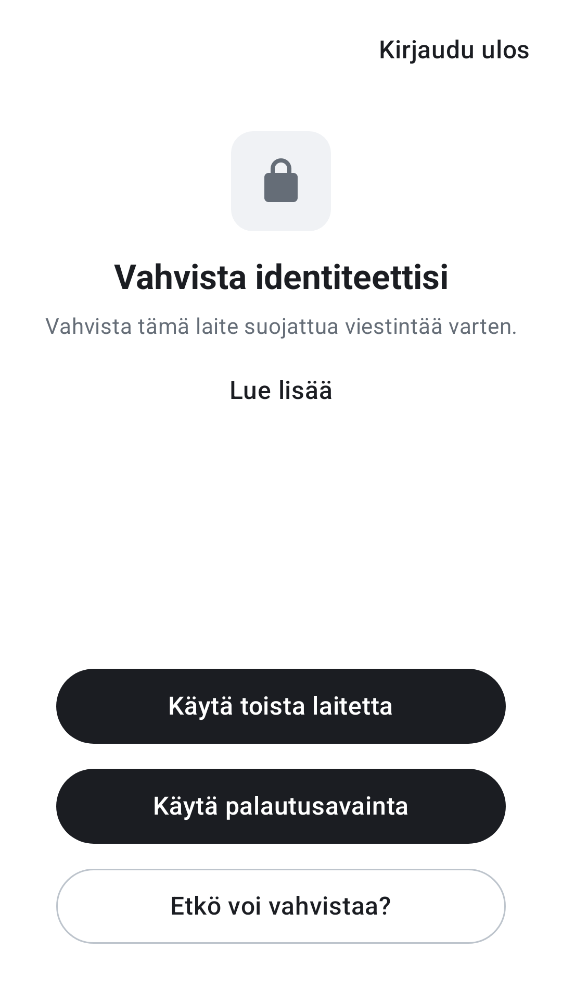 Kirjaudu ulos
Vahvista identiteettisi
Vahvista tämä laite suojattua viestintää varten.
Lue lisää
Käytä toista laitetta
Käytä palautusavainta
Etkö voi vahvistaa?